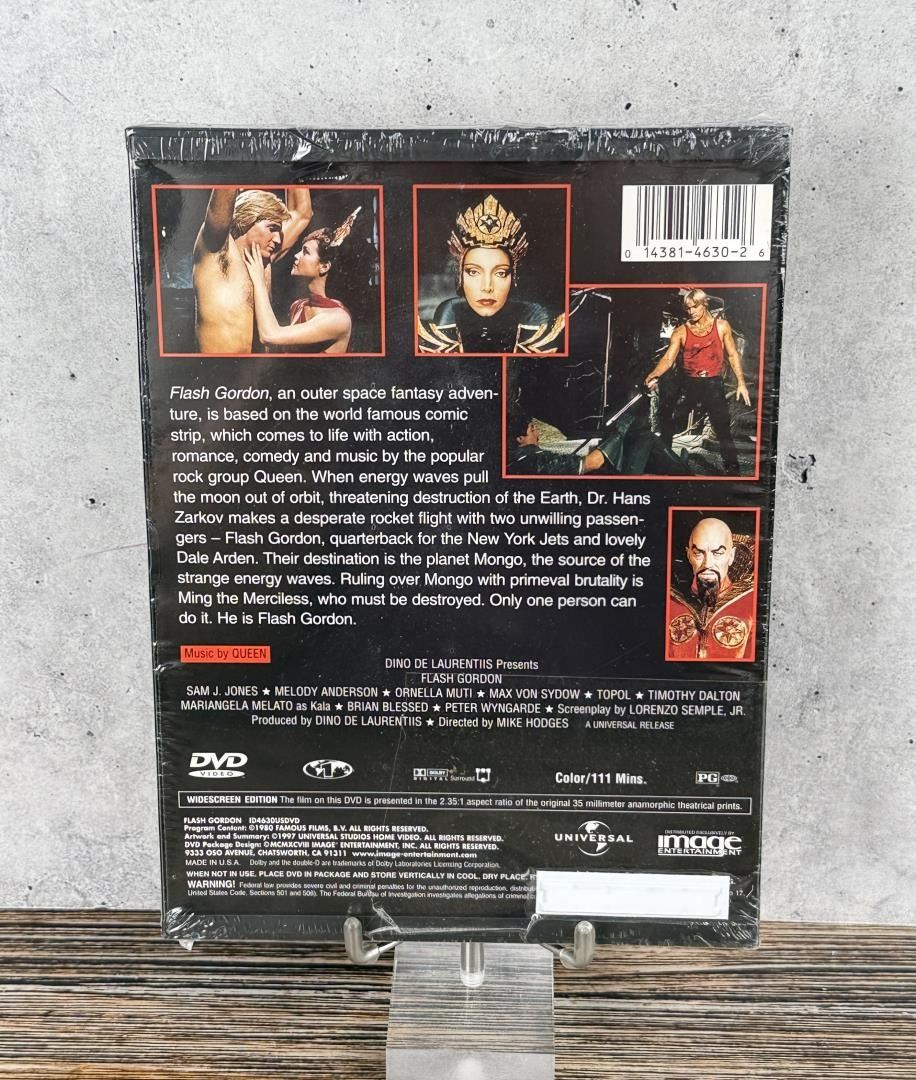 0 14381-4630-2 6
Flash Gordon, an outer space fantasy adven-
ture, is based on the world famous comic
strip, which comes to life with action,
romance, comedy and music by the popular
rock group Queen. When energy waves pull
the moon out of orbit, threatening destruction of the Earth, Dr. Hans
Zarkov makes a desperate rocket flight with two unwilling passen-
gers – Flash Gordon, quarterback for the New York Jets and lovely
Dale Arden. Their destination is the planet Mongo, the source of the
strange energy waves. Ruling over Mongo with primeval brutality is
Ming the Merciless, who must be destroyed. Only one person can
do it. He is Flash Gordon.
Music by QUEEN
DINO DE LAURENTIIS Presents
FLASH GORDON
SAM J. JONES ★ MELODY ANDERSON ★ ORNELLA MUTI ★ MAX VON SYDOW ★ TOPOL ★ TIMOTHY DALTON
MARIANGELA MELATO as Kala ★ BRIAN BLESSED ★ PETER WYNGARDE ★ Screenplay by LORENZO SEMPLE, JR.
Produced by DINO DE LAURENTIIS ★ Directed by MIKE HODGES A UNIVERSAL RELEASE
DVD VIDEO 1 DOLBY DIGITAL Surround Color/111 Mins. PG
WIDESCREEN EDITION The film on this DVD is presented in the 2.35:1 aspect ratio of the original 35 millimeter anamorphic theatrical prints.
FLASH GORDON ID4630USDVD
Program Content: ©1980 FAMOUS FILMS, B.V. ALL RIGHTS RESERVED.
Artwork and Summary: ©1997 UNIVERSAL STUDIOS HOME VIDEO. ALL RIGHTS RESERVED.
DVD Package Design: ©MCMXCVIII IMAGE ENTERTAINMENT, INC. ALL RIGHTS RESERVED.
9333 OSO AVENUE, CHATSWORTH, CA 91311 www.image-entertainment.com
MADE IN U.S.A. Dolby and the double-D are trademarks of Dolby Laboratories Licensing Corporation.
UNIVERSAL
DISTRIBUTED EXCLUSIVELY BY
image
ENTERTAINMENT
WHEN NOT IN USE, PLACE DVD IN PACKAGE AND STORE VERTICALLY IN COOL, DRY PLACE.
WARNING! Federal law provides severe civil and criminal penalties for the unauthorized reproduction,
United States Code, Sections 501 and 506). The Federal Bureau of Investigation investigates allegations of